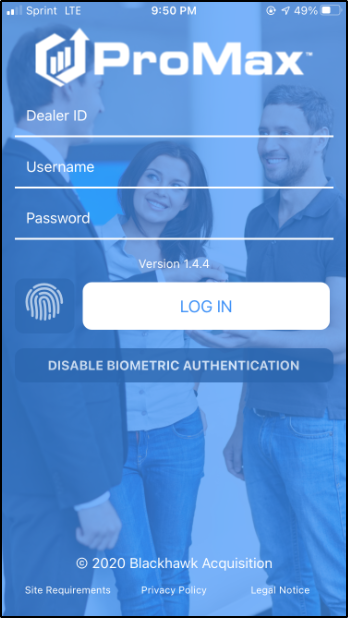 Sprint LTE 9:50 PM 49%
ProMax™
Dealer ID
Username
Password
Version 1.4.4
LOG IN
DISABLE BIOMETRIC AUTHENTICATION
© 2020 Blackhawk Acquisition
Site Requirements Privacy Policy Legal Notice